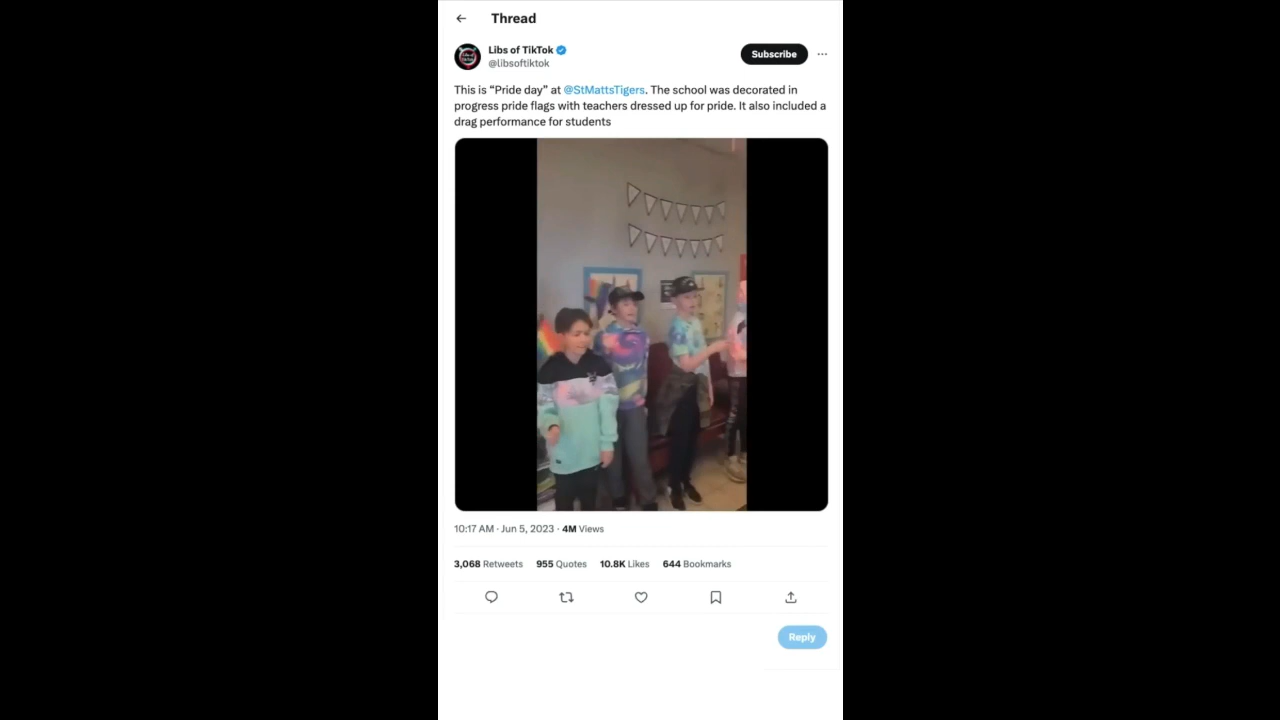 Thread
Libs of TikTok
@libsoftiktok
Subscribe
This is “Pride day” at @StMattsTigers. The school was decorated in
progress pride flags with teachers dressed up for pride. It also included a
drag performance for students
10:17 AM · Jun 5, 2023 · 4M Views
3,068 Retweets 955 Quotes 10.8K Likes 644 Bookmarks
Reply